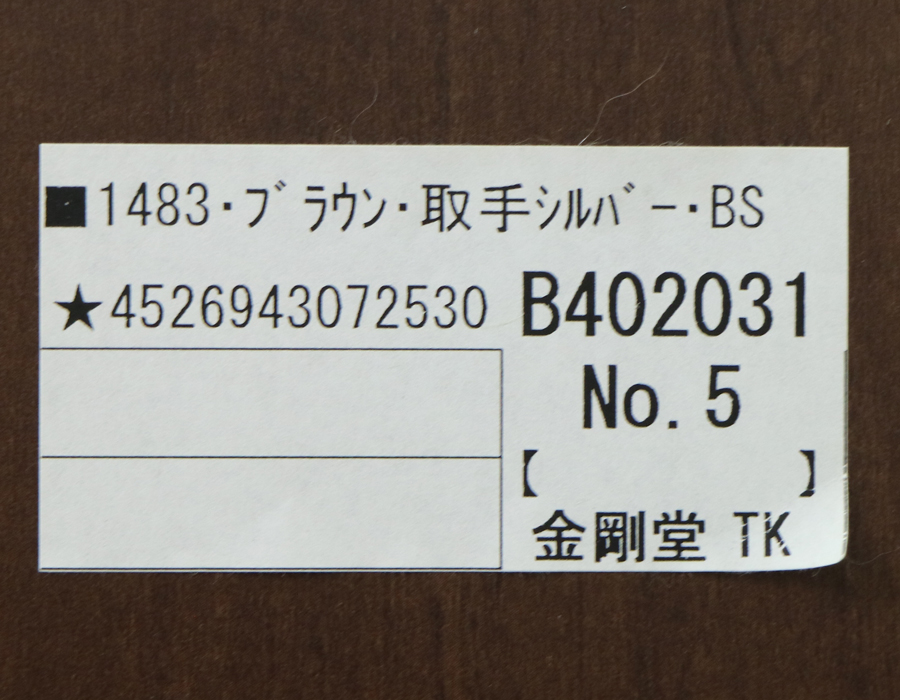 ■1483・ﾌﾞﾗｳﾝ・取手ｼﾙﾊﾞｰ・BS
★4526943072530
B402031
No.5
【 】
金剛堂 TK